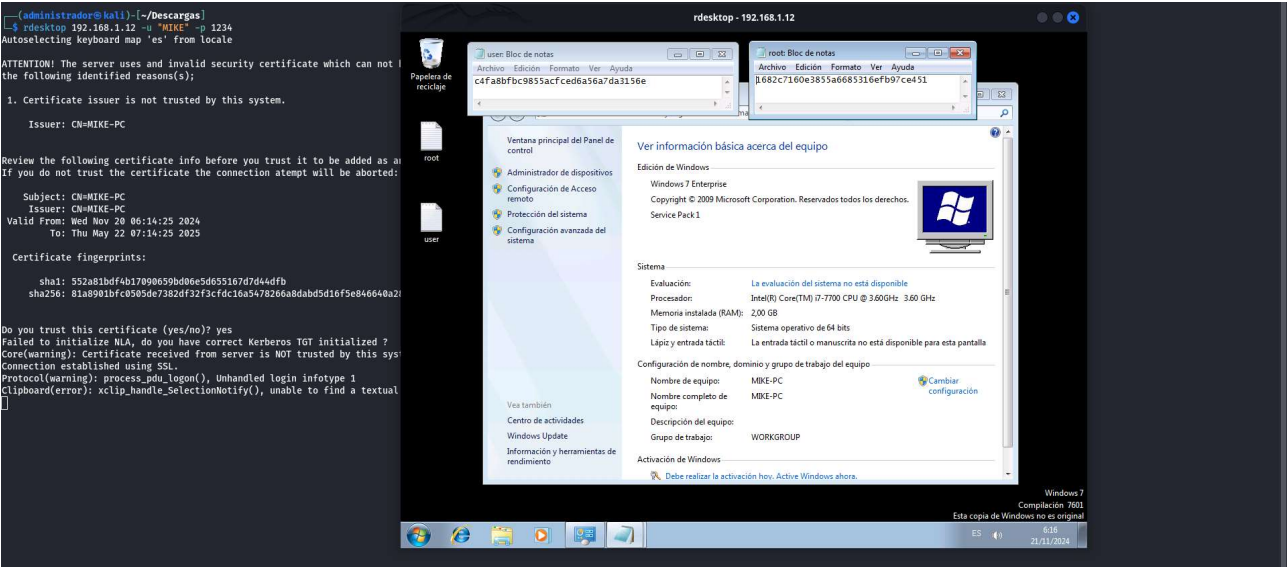 (administrador㉿kali)-[~/Descargas]
$ rdesktop 192.168.1.12 -u "MIKE" -p 1234
Autoselecting keyboard map 'es' from locale
ATTENTION! The server uses and invalid security certificate which can not
the following identified reasons(s);
1. Certificate issuer is not trusted by this system.
Issuer: CN=MIKE-PC
Review the following certificate info before you trust it to be added as
If you do not trust the certificate the connection atempt will be aborted:
Subject: CN=MIKE-PC
Issuer: CN=MIKE-PC
Valid From: Wed Nov 20 06:14:25 2024
To: Thu May 22 07:14:25 2025
Certificate fingerprints:
sha1: 552a81bdf4b17090659bd06e5d655167d7d44dfb
sha256: 81a8901bfc0505de7382df32f3cfdc16a5478266a8dabd5d16f5e846640a28
Do you trust this certificate (yes/no)? yes
Failed to initialize NLA, do you have correct Kerberos TGT initialized ?
Core(warning): Certificate received from server is NOT trusted by this sys
Connection established using SSL.
Protocol(warning): process_pdu_logon(), Unhandled login infotype 1
Clipboard(error): xclip_handle_SelectionNotify(), unable to find a textual
rdesktop - 192.168.1.12
Papelera de
reciclaje
root
user
user: Bloc de notas
Archivo Edición Formato Ver Ayuda
c4fa8bfbc9855acfced6a56a7da3156e
root: Bloc de notas
Archivo Edición Formato Ver Ayuda
1682c7160e3855a6685316efb97ce451
Ventana principal del Panel de
control
Administrador de dispositivos
Configuración de Acceso
remoto
Protección del sistema
Configuración avanzada del
sistema
Vea también
Centro de actividades
Windows Update
Información y herramientas de
rendimiento
Ver información básica acerca del equipo
Edición de Windows
Windows 7 Enterprise
Copyright © 2009 Microsoft Corporation. Reservados todos los derechos.
Service Pack 1
Sistema
Evaluación: La evaluación del sistema no está disponible
Procesador: Intel(R) Core(TM) i7-7700 CPU @ 3.60GHz 3.60 GHz
Memoria instalada (RAM): 2,00 GB
Tipo de sistema: Sistema operativo de 64 bits
Lápiz y entrada táctil: La entrada táctil o manuscrita no está disponible para esta pantalla
Configuración de nombre, dominio y grupo de trabajo del equipo
Nombre de equipo: MIKE-PC
Cambiar
configuración
Nombre completo de
equipo: MIKE-PC
Descripción del equipo:
Grupo de trabajo: WORKGROUP
Activación de Windows
Debe realizar la activación hoy. Active Windows ahora.
Windows 7
Compilación 7601
Esta copia de Windows no es original
ES
6:16
21/11/2024